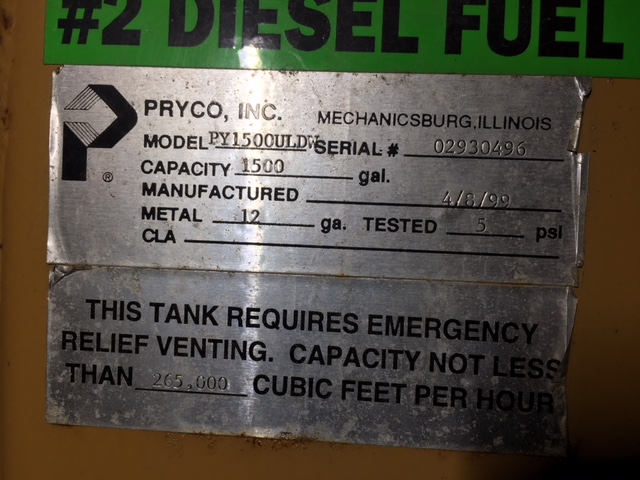 #2 DIESEL FUEL
PRYCO, INC. MECHANICSBURG, ILLINOIS
MODEL PY1500ULDW SERIAL # 02930496
CAPACITY 1500 gal.
MANUFACTURED 4/8/99
METAL 12 ga. TESTED 5 psi
CLA
®
THIS TANK REQUIRES EMERGENCY
RELIEF VENTING. CAPACITY NOT LESS
THAN 265,000 CUBIC FEET PER HOUR